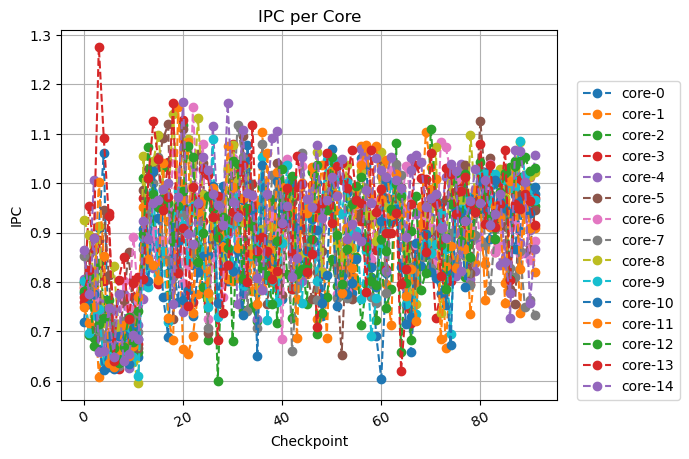 IPC per Core
IPC
1.3
1.2
1.1
1.0
0.9
0.8
0.7
0.6
0
20
40
60
80
Checkpoint
core-0
core-1
core-2
core-3
core-4
core-5
core-6
core-7
core-8
core-9
core-10
core-11
core-12
core-13
core-14